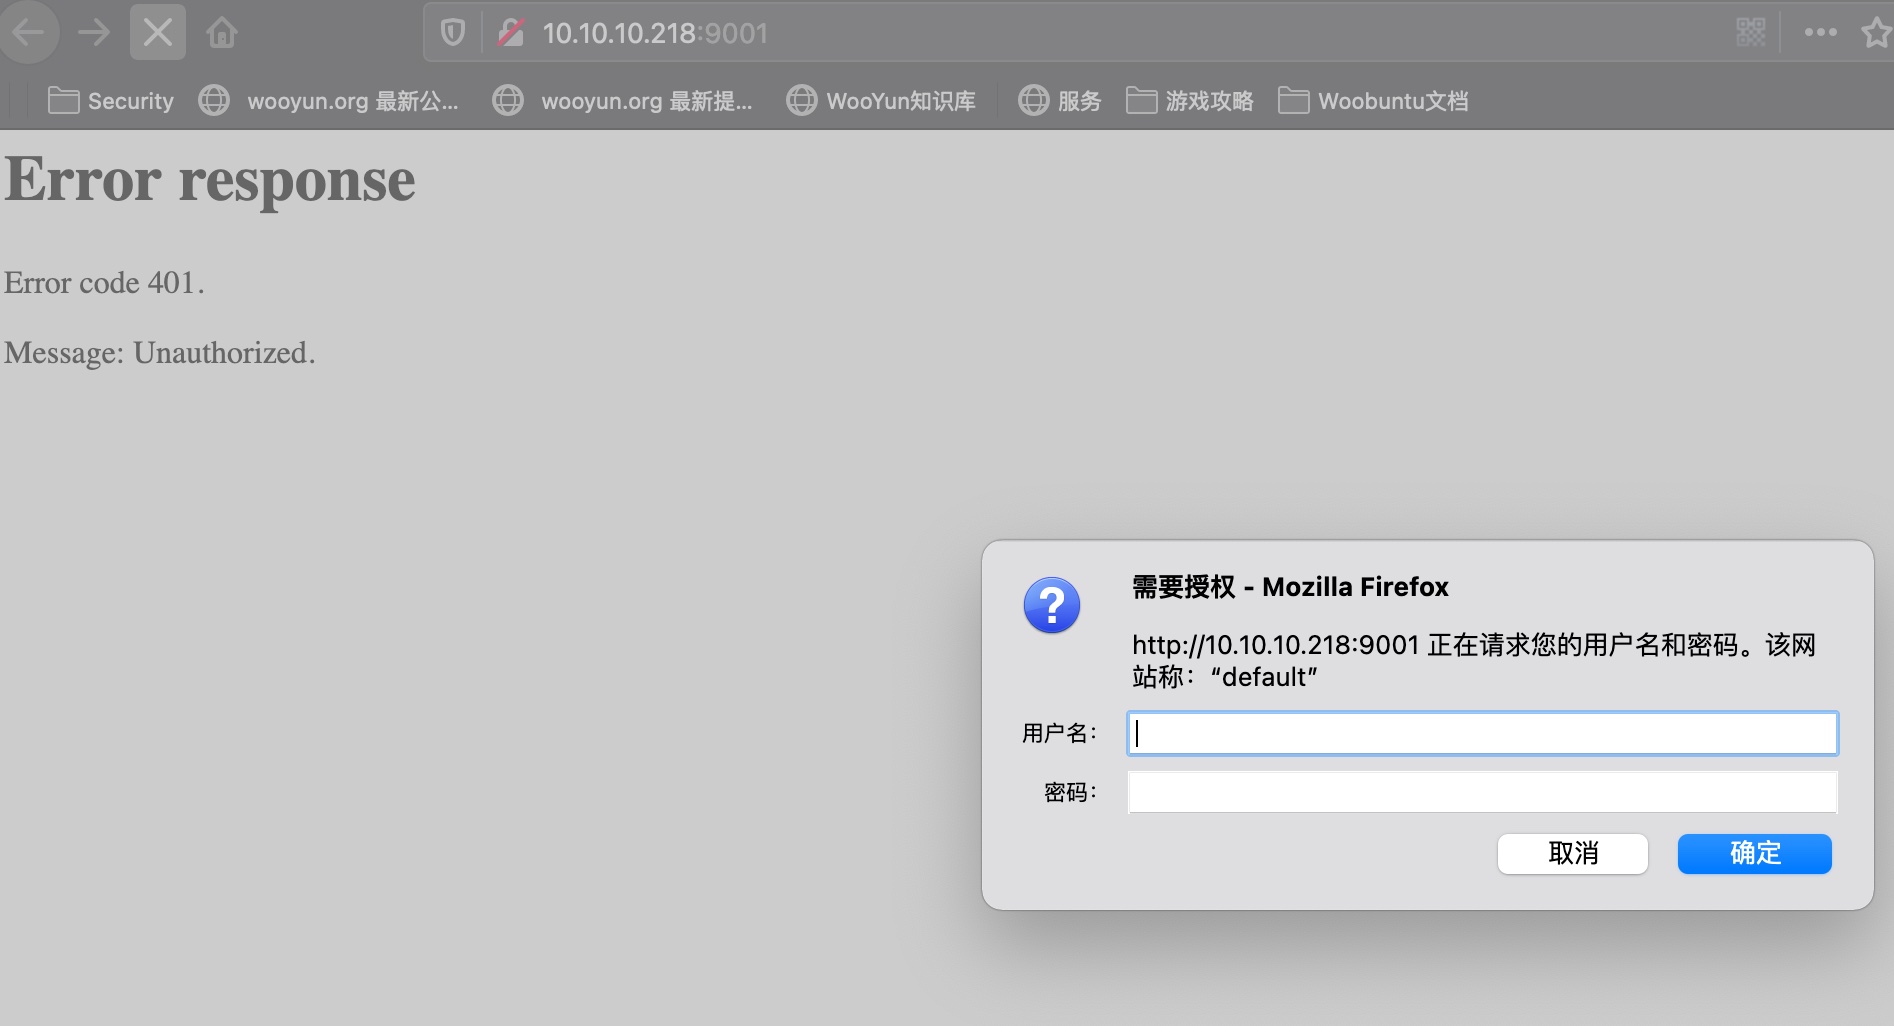 10.10.10.218:9001
Security wooyun.org 最新公... wooyun.org 最新提... WooYun知识库 服务 游戏攻略 Woobuntu文档
Error response
Error code 401.
Message: Unauthorized.
需要授权 - Mozilla Firefox
http://10.10.10.218:9001 正在请求您的用户名和密码。该网
站称：“default”
用户名：
密码：
取消 确定